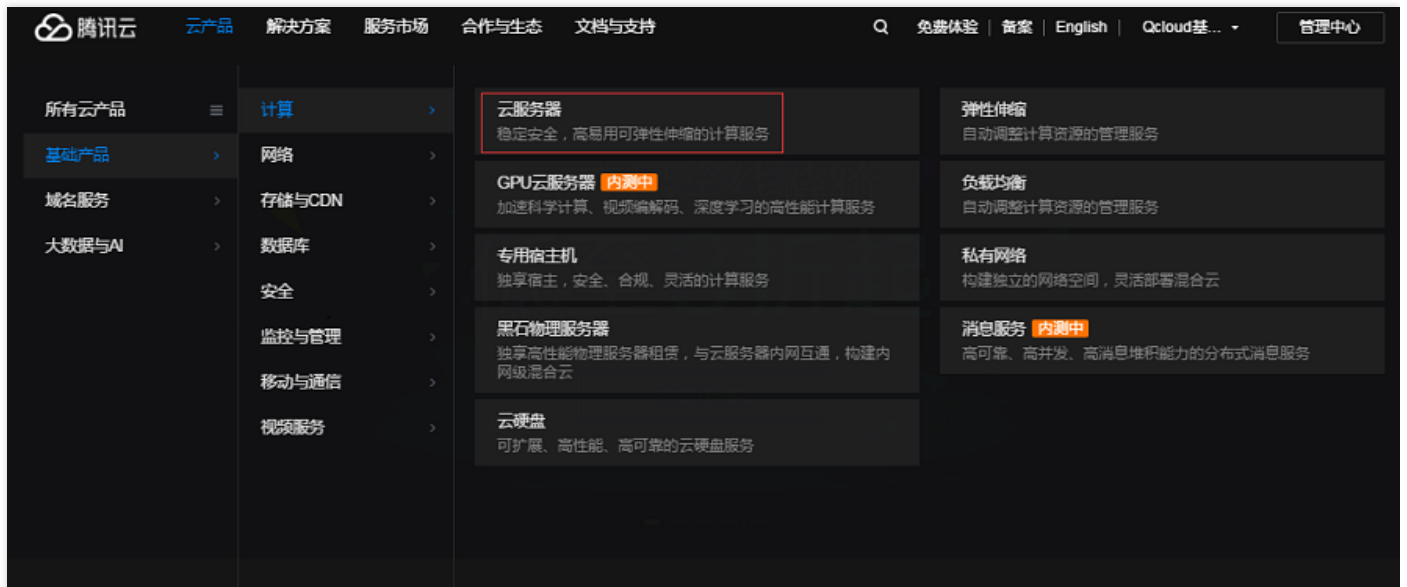 腾讯云 云产品 解决方案 服务市场 合作与生态 文档与支持 免费体验 | 备案 | English | Qcloud基... 管理中心
所有云产品
基础产品
域名服务
大数据与AI
计算
网络
存储与CDN
数据库
安全
监控与管理
移动与通信
视频服务
云服务器
稳定安全，高易用可弹性伸缩的计算服务
GPU云服务器 内测中
加速科学计算、视频编解码、深度学习的高性能计算服务
专用宿主机
独享宿主，安全、合规、灵活的计算服务
黑石物理服务器
独享高性能物理服务器租赁，与云服务器内网互通，构建内
网级混合云
云硬盘
可扩展、高性能、高可靠的云硬盘服务
弹性伸缩
自动调整计算资源的管理服务
负载均衡
自动调整计算资源的管理服务
私有网络
构建独立的网络空间，灵活部署混合云
消息服务 内测中
高可靠、高并发、高消息堆积能力的分布式消息服务